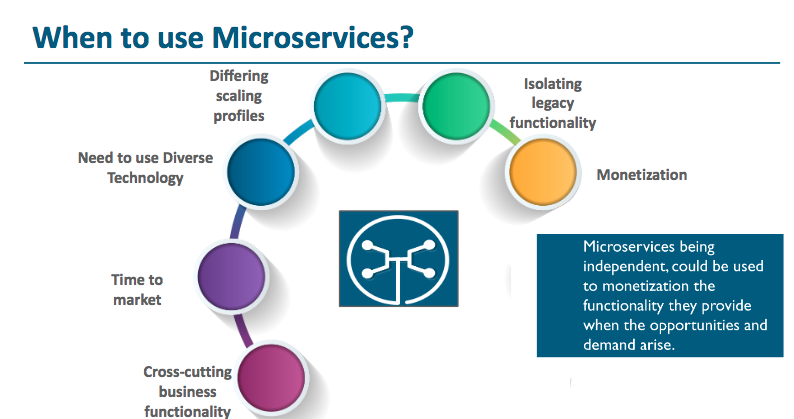 When to use Microservices?
Differing
scaling
profiles
Isolating
legacy
functionality
Need to use Diverse
Technology
Monetization
Time to
market
Cross-cutting
business
functionality
Microservices being
independent, could be used
to monetization the
functionality they provide
when the opportunities and
demand arise.